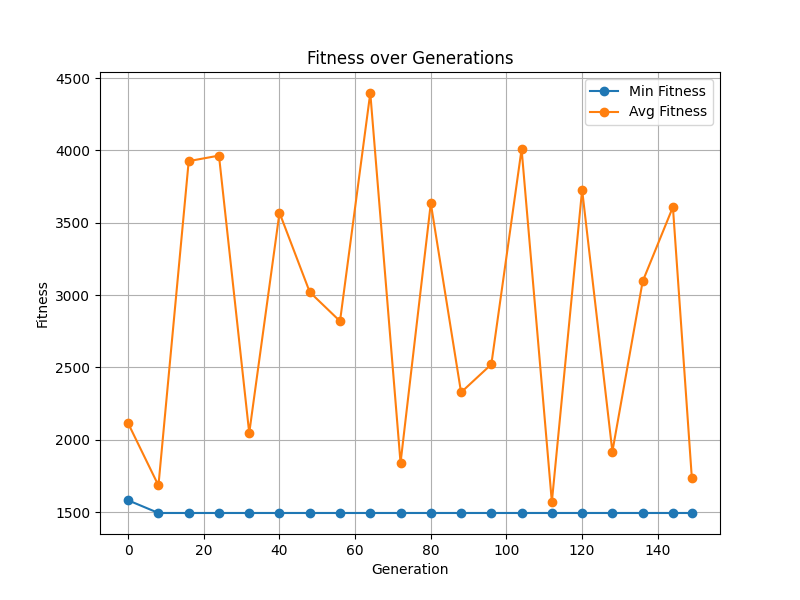 Fitness over Generations
Min Fitness
Avg Fitness
4500
4000
3500
3000
2500
2000
1500
Fitness
0 20 40 60 80 100 120 140
Generation